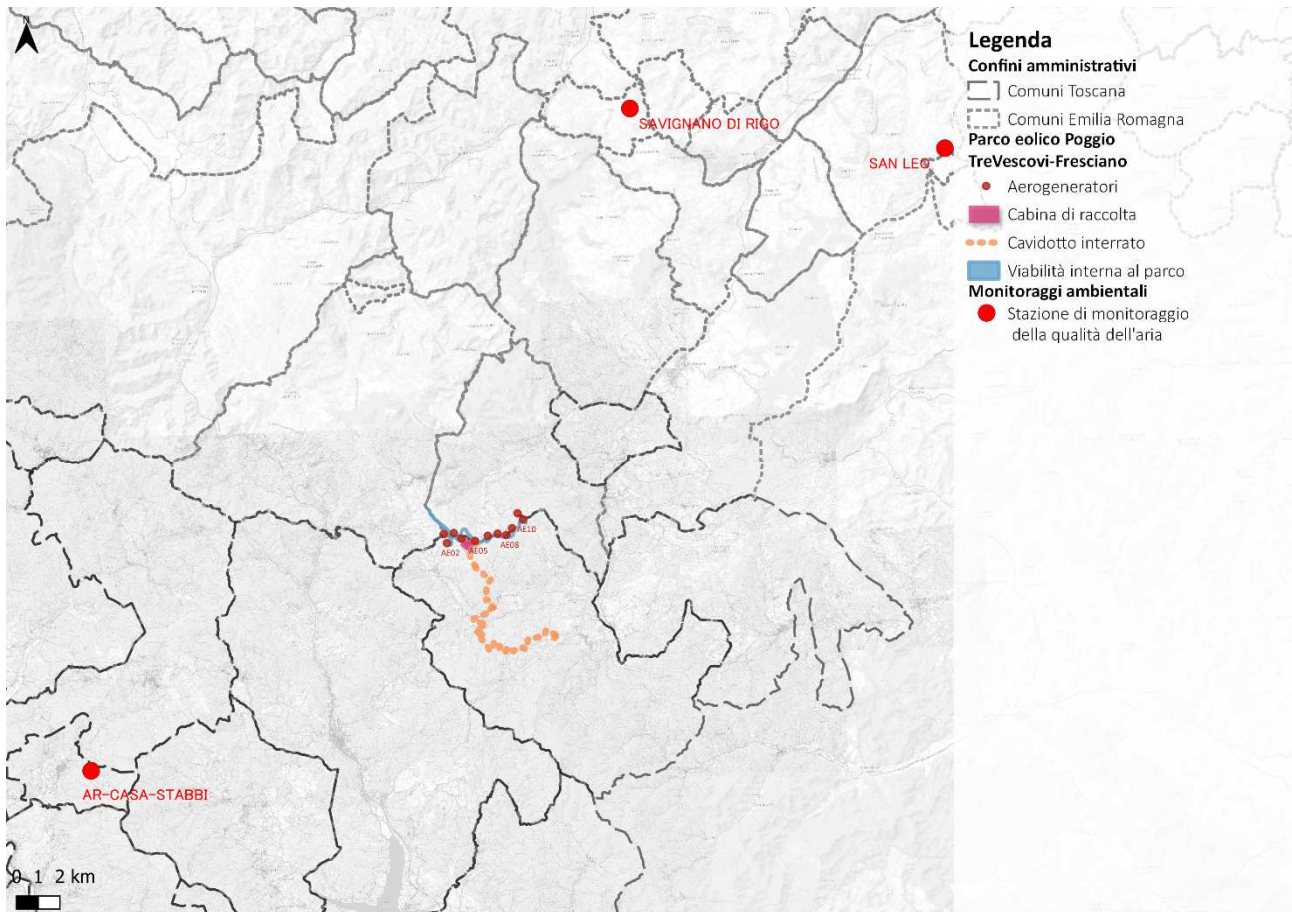 N
SAVIGNANO DI RIGO
SAN LEO
AE10
AE02
AE05
AE08
AR-CASA-STABBI
0 1 2 km
Legenda
Confini amministrativi
Comuni Toscana
Comuni Emilia Romagna
Parco eolico Poggio
TreVescovi-Fresciano
Aerogeneratori
Cabina di raccolta
Cavidotto interrato
Viabilità interna al parco
Monitoraggi ambientali
Stazione di monitoraggio
della qualità dell'aria